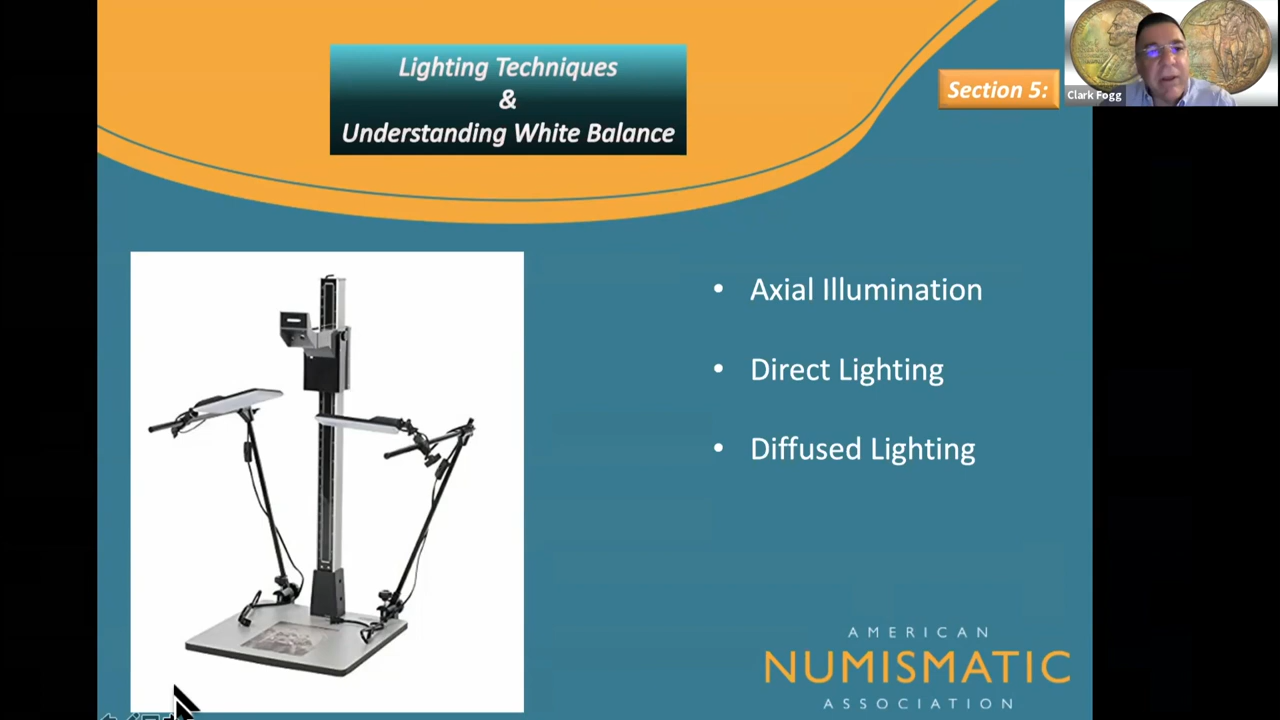 Lighting Techniques
&
Understanding White Balance
Section 5:
Clark Fogg
• Axial Illumination
• Direct Lighting
• Diffused Lighting
AMERICAN
NUMISMATIC
ASSOCIATION